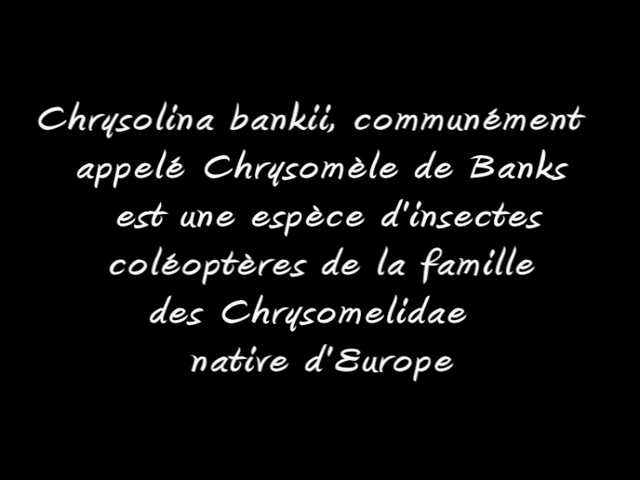 Chrysolina bankii, communément
appelé Chrysomèle de Banks
est une espèce d'insectes
coléoptères de la famille
des Chrysomelidae
native d'Europe